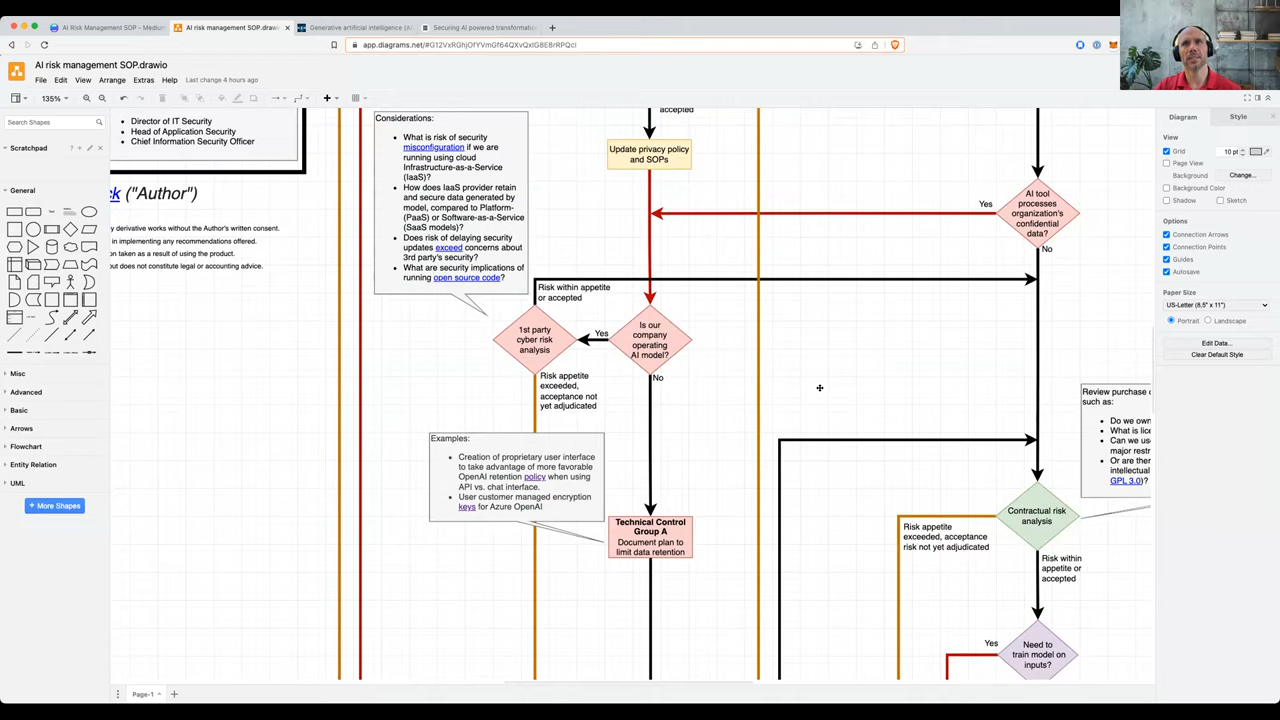 AI Risk Management SOP - Medium
AI risk management SOP.drawio
Generative artificial intelligence (AI
Securing AI powered transformation
app.diagrams.net/#G12VxRGhjOfYVmGf64QXvQxtG8E8rRPQcI
AI risk management SOP.drawio
File Edit View Arrange Extras Help Last change 4 hours ago
135%
Search Shapes
Scratchpad
General
Misc
Advanced
Basic
Arrows
Flowchart
Entity Relation
UML
+ More Shapes
Director of IT Security
Head of Application Security
Chief Information Security Officer
ck ("Author")
y derivative works without the Author's written consent.
in implementing any recommendations offered.
on taken as a result of using the product.
but does not constitute legal or accounting advice.
Considerations:
What is risk of security
misconfiguration if we are
running using cloud
Infrastructure-as-a-Service
(IaaS)?
How does IaaS provider retain
and secure data generated by
model, compared to Platform-
(PaaS) or Software-as-a-Service
(SaaS models)?
Does risk of delaying security
updates exceed concerns about
3rd party's security?
What are security implications of
running open source code?
accepted
Update privacy policy
and SOPs
Yes
AI tool
processes
organization's
confidential
data?
No
Risk within appetite
or accepted
1st party
cyber risk
analysis
Yes
Is our
company
operating
AI model?
No
Risk appetite
exceeded,
acceptance not
yet adjudicated
Examples:
Creation of proprietary user interface
to take advantage of more favorable
OpenAI retention policy when using
API vs. chat interface.
User customer managed encryption
keys for Azure OpenAI
Technical Control
Group A
Document plan to
limit data retention
Review purchase c
such as:
Do we own
What is lice
Can we use
major restr
Or are ther
intellectual
GPL 3.0)?
Contractual risk
analysis
Risk appetite
exceeded, acceptance
risk not yet adjudicated
Risk within
appetite or
accepted
Yes
Need to
train model on
inputs?
Diagram
Style
View
Grid
10 pt
Page View
Background
Change...
Background Color
Shadow
Sketch
Options
Connection Arrows
Connection Points
Guides
Autosave
Paper Size
US-Letter (8,5" x 11")
Portrait
Landscape
Edit Data...
Clear Default Style
Page-1